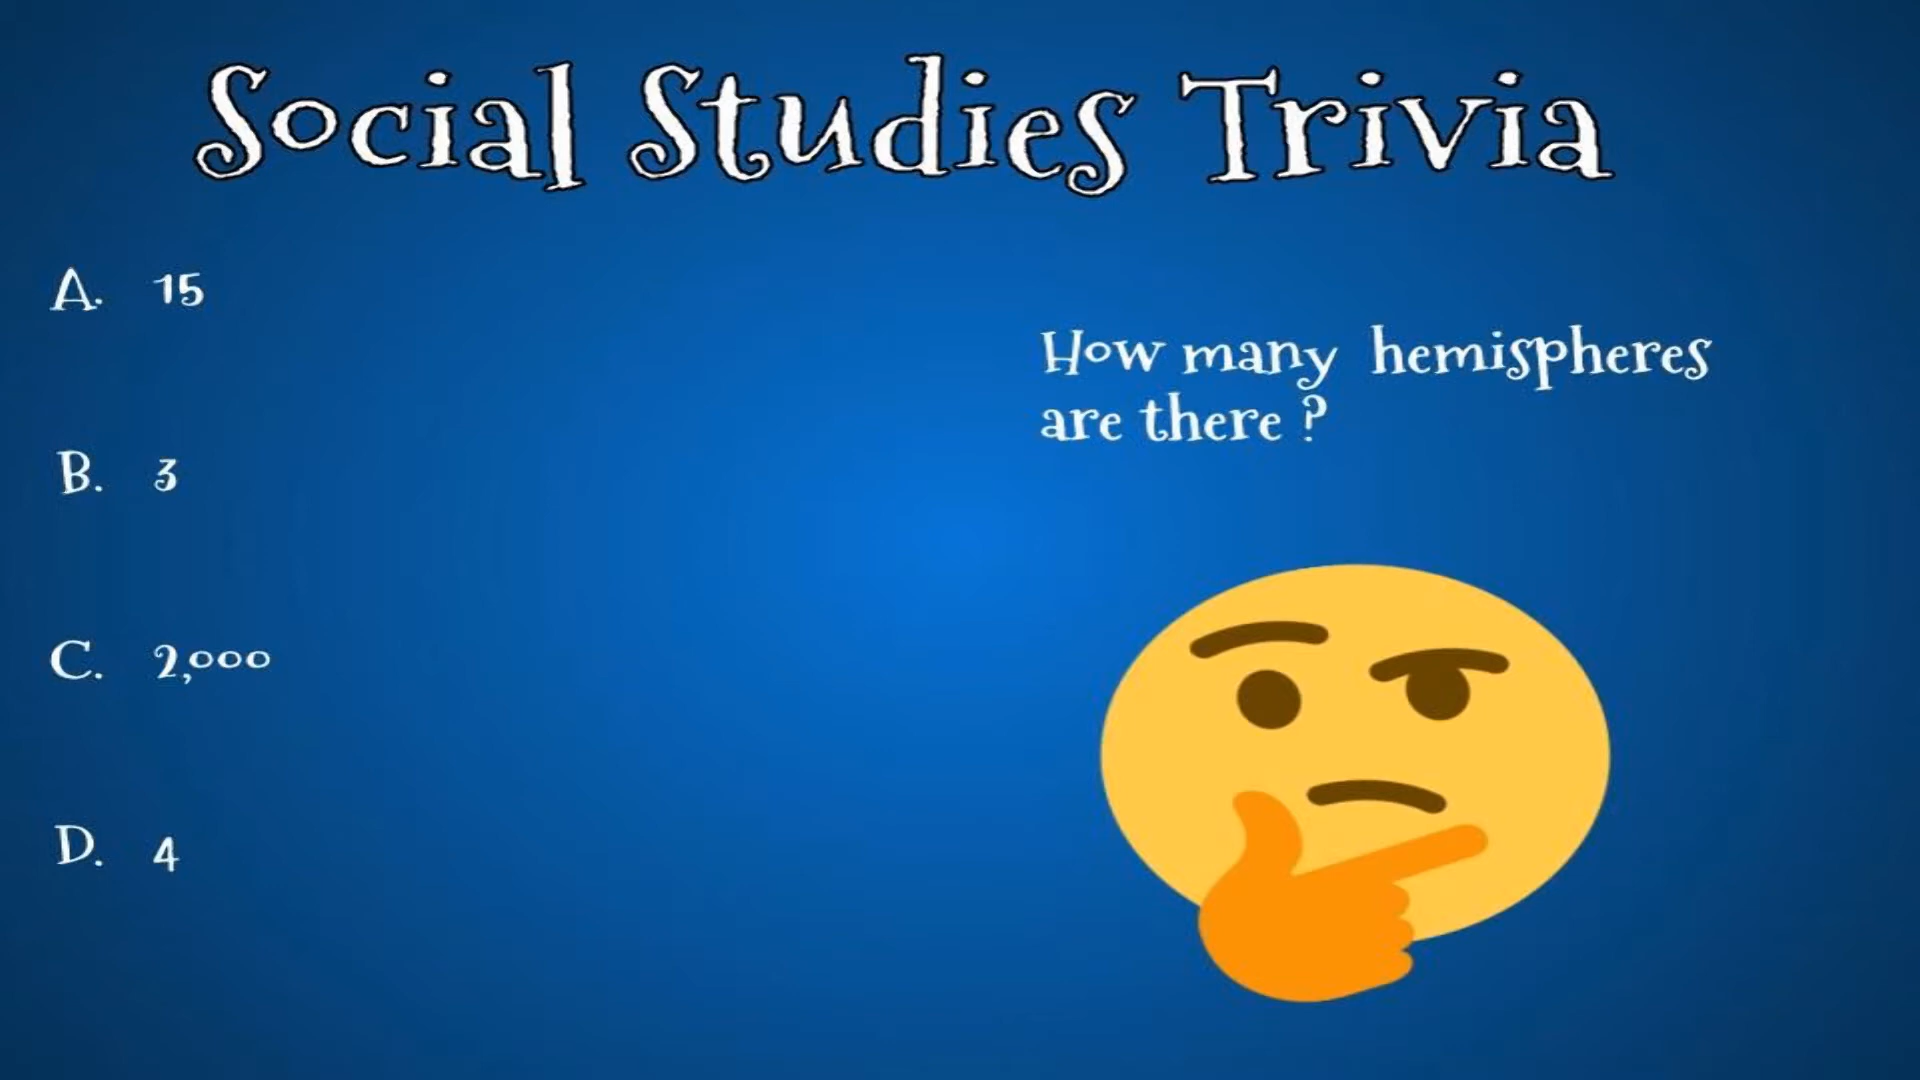 Social Studies Trivia
A. 15
How many hemispheres
are there ?
B. 3
C. 2,000
D. 4